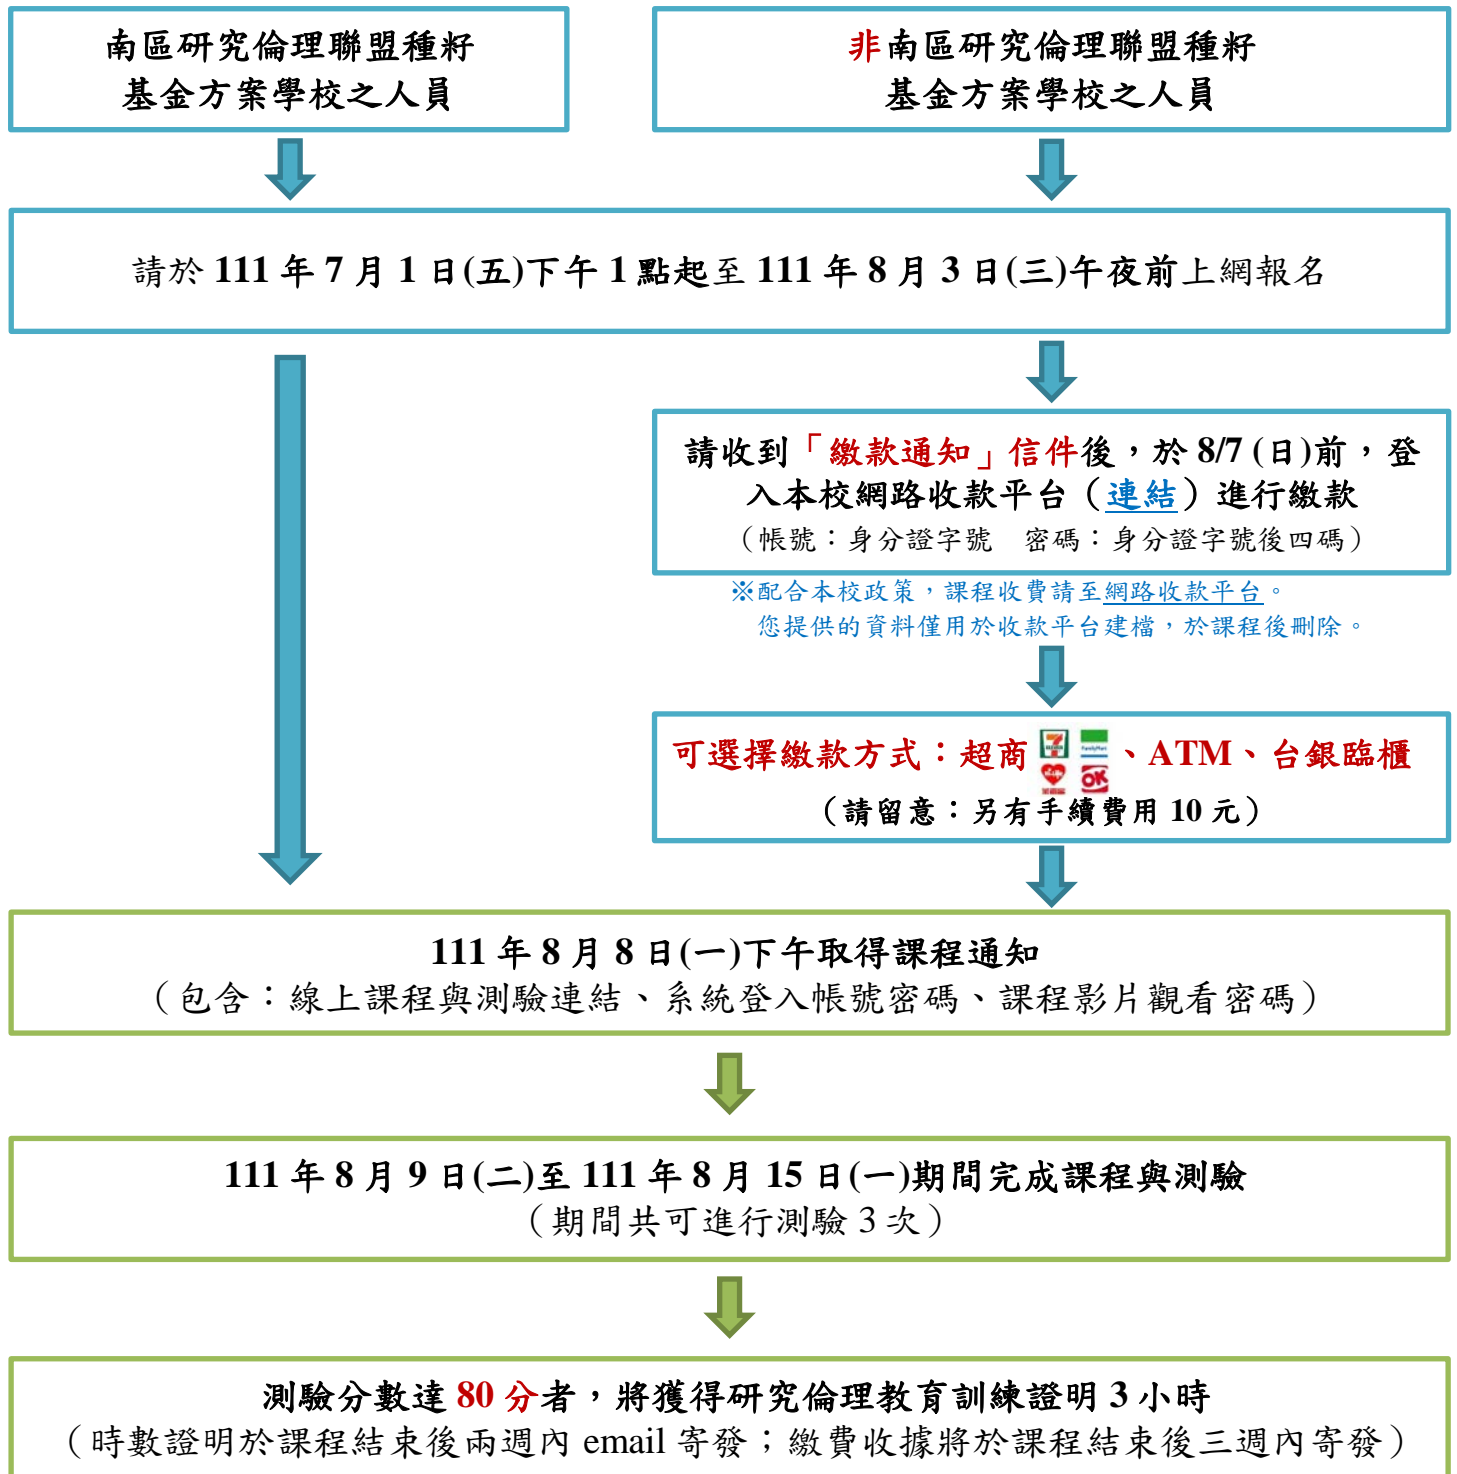 南區研究倫理聯盟種籽
基金方案學校之人員
非南區研究倫理聯盟種籽
基金方案學校之人員
請於 111 年 7 月 1 日(五)下午 1 點起至 111 年 8 月 3 日(三)午夜前上網報名
請收到「繳款通知」信件後，於 8/7 (日)前，登
入本校網路收款平台（連結）進行繳款
（帳號：身分證字號　密碼：身分證字號後四碼）
※配合本校政策，課程收費請至網路收款平台。
您提供的資料僅用於收款平台建檔，於課程後刪除。
可選擇繳款方式：超商 7 ELEVEN FamilyMart OK 、ATM、台銀臨櫃
（請留意：另有手續費用 10 元）
111 年 8 月 8 日(一)下午取得課程通知
（包含：線上課程與測驗連結、系統登入帳號密碼、課程影片觀看密碼）
111 年 8 月 9 日(二)至 111 年 8 月 15 日(一)期間完成課程與測驗
（期間共可進行測驗 3 次）
測驗分數達 80 分者，將獲得研究倫理教育訓練證明 3 小時
（時數證明於課程結束後兩週內 email 寄發；繳費收據將於課程結束後三週內寄發）